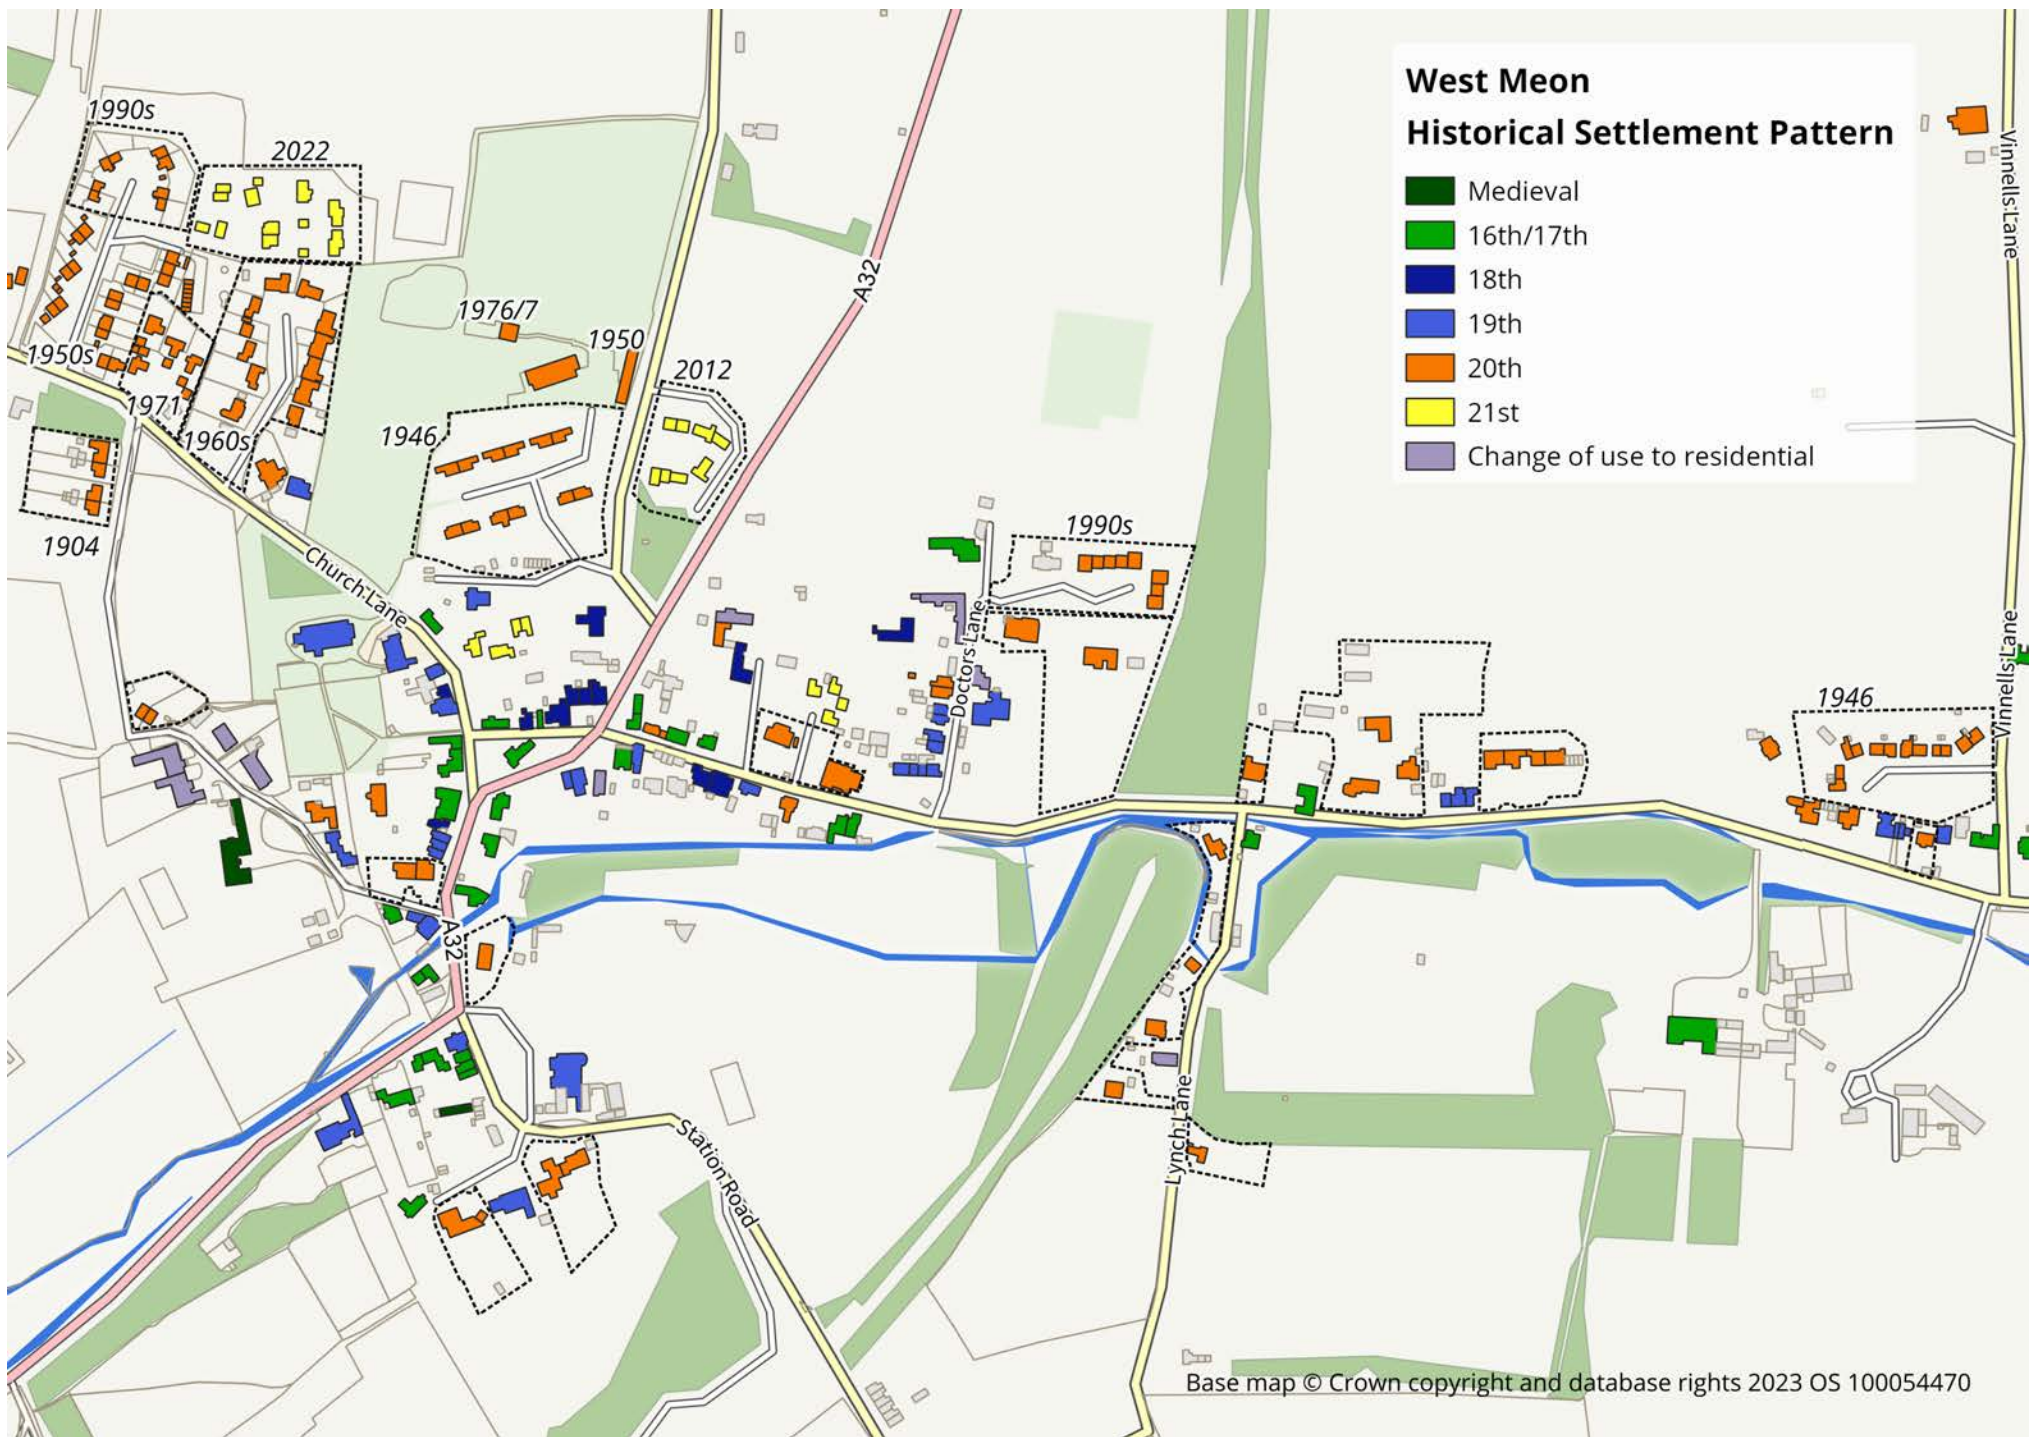 West Meon
Historical Settlement Pattern
Medieval
16th/17th
18th
19th
20th
21st
Change of use to residential
1990s
2022
Vinnells Lane
A32
1976/7
1950
1950s
2012
1971
1946
1960s
1904
1990s
Church Lane
Doctors Lane
Vinnells Lane
1946
A32
Lynch Lane
Station Road
Base map © Crown copyright and database rights 2023 OS 100054470